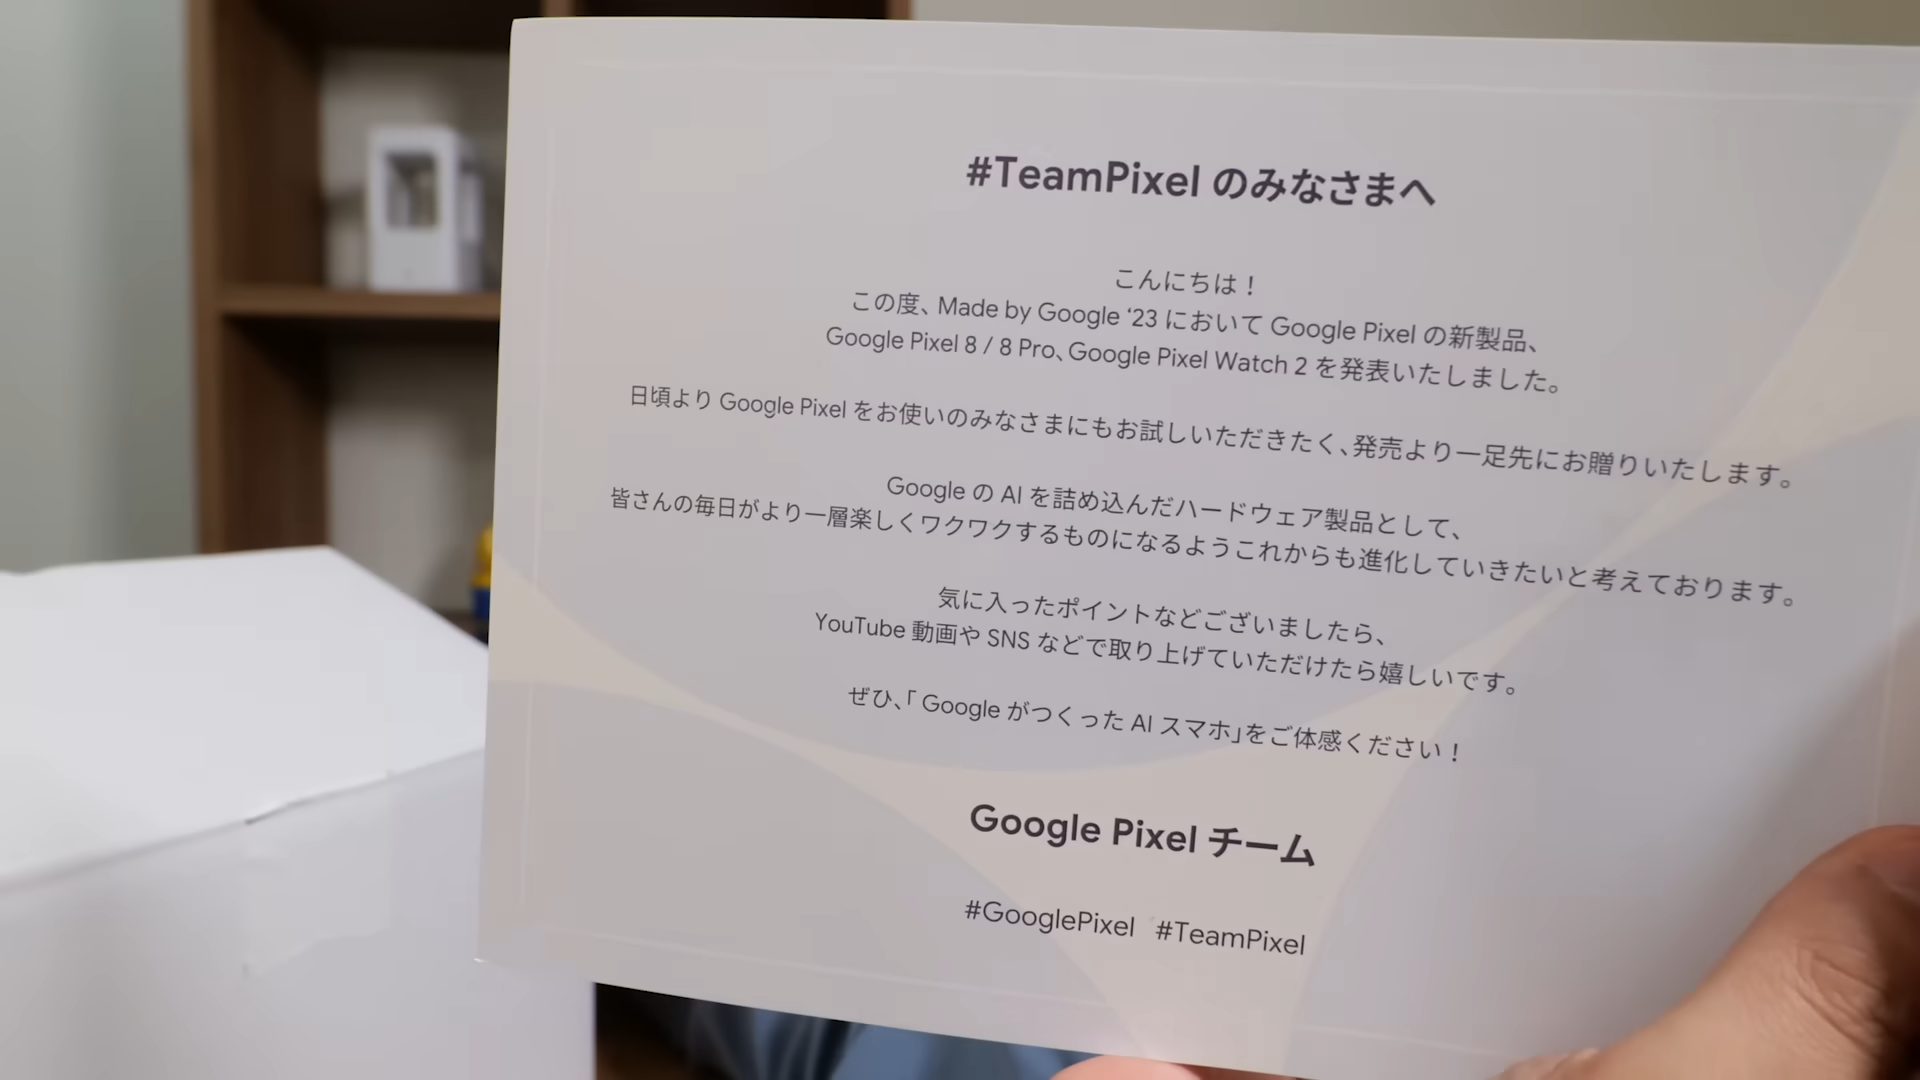 #TeamPixel のみなさまへ
こんにちは！
この度、Made by Google ‘23 において Google Pixel の新製品、
Google Pixel 8 / 8 Pro、Google Pixel Watch 2 を発表いたしました。
日頃より Google Pixel をお使いのみなさまにもお試しいただきたく、発売より一足先にお贈りいたします。
Google の AI を詰め込んだハードウェア製品として、
皆さんの毎日がより一層楽しくワクワクするものになるようこれからも進化していきたいと考えております。
気に入ったポイントなどございましたら、
YouTube 動画や SNS などで取り上げていただけたら嬉しいです。
ぜひ、「 Google がつくった AI スマホ」をご体感ください！
Google Pixel チーム
#GooglePixel #TeamPixel